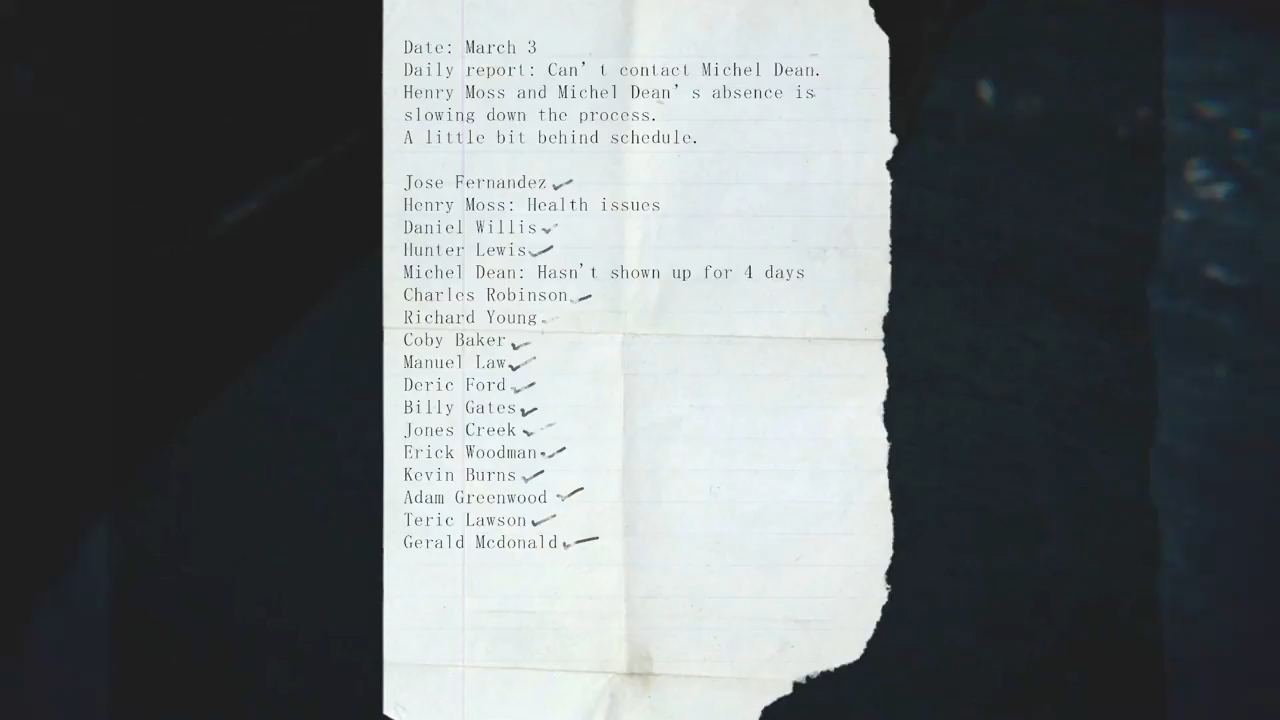 Date: March 3
Daily report: Can't contact Michel Dean.
Henry Moss and Michel Dean's absence is
slowing down the process.
A little bit behind schedule.
Jose Fernandez
Henry Moss: Health issues
Daniel Willis
Hunter Lewis
Michel Dean: Hasn't shown up for 4 days
Charles Robinson
Richard Young
Coby Baker
Manuel Law
Deric Ford
Billy Gates
Jones Creek
Erick Woodman
Kevin Burns
Adam Greenwood
Teric Lawson
Gerald Mcdonald